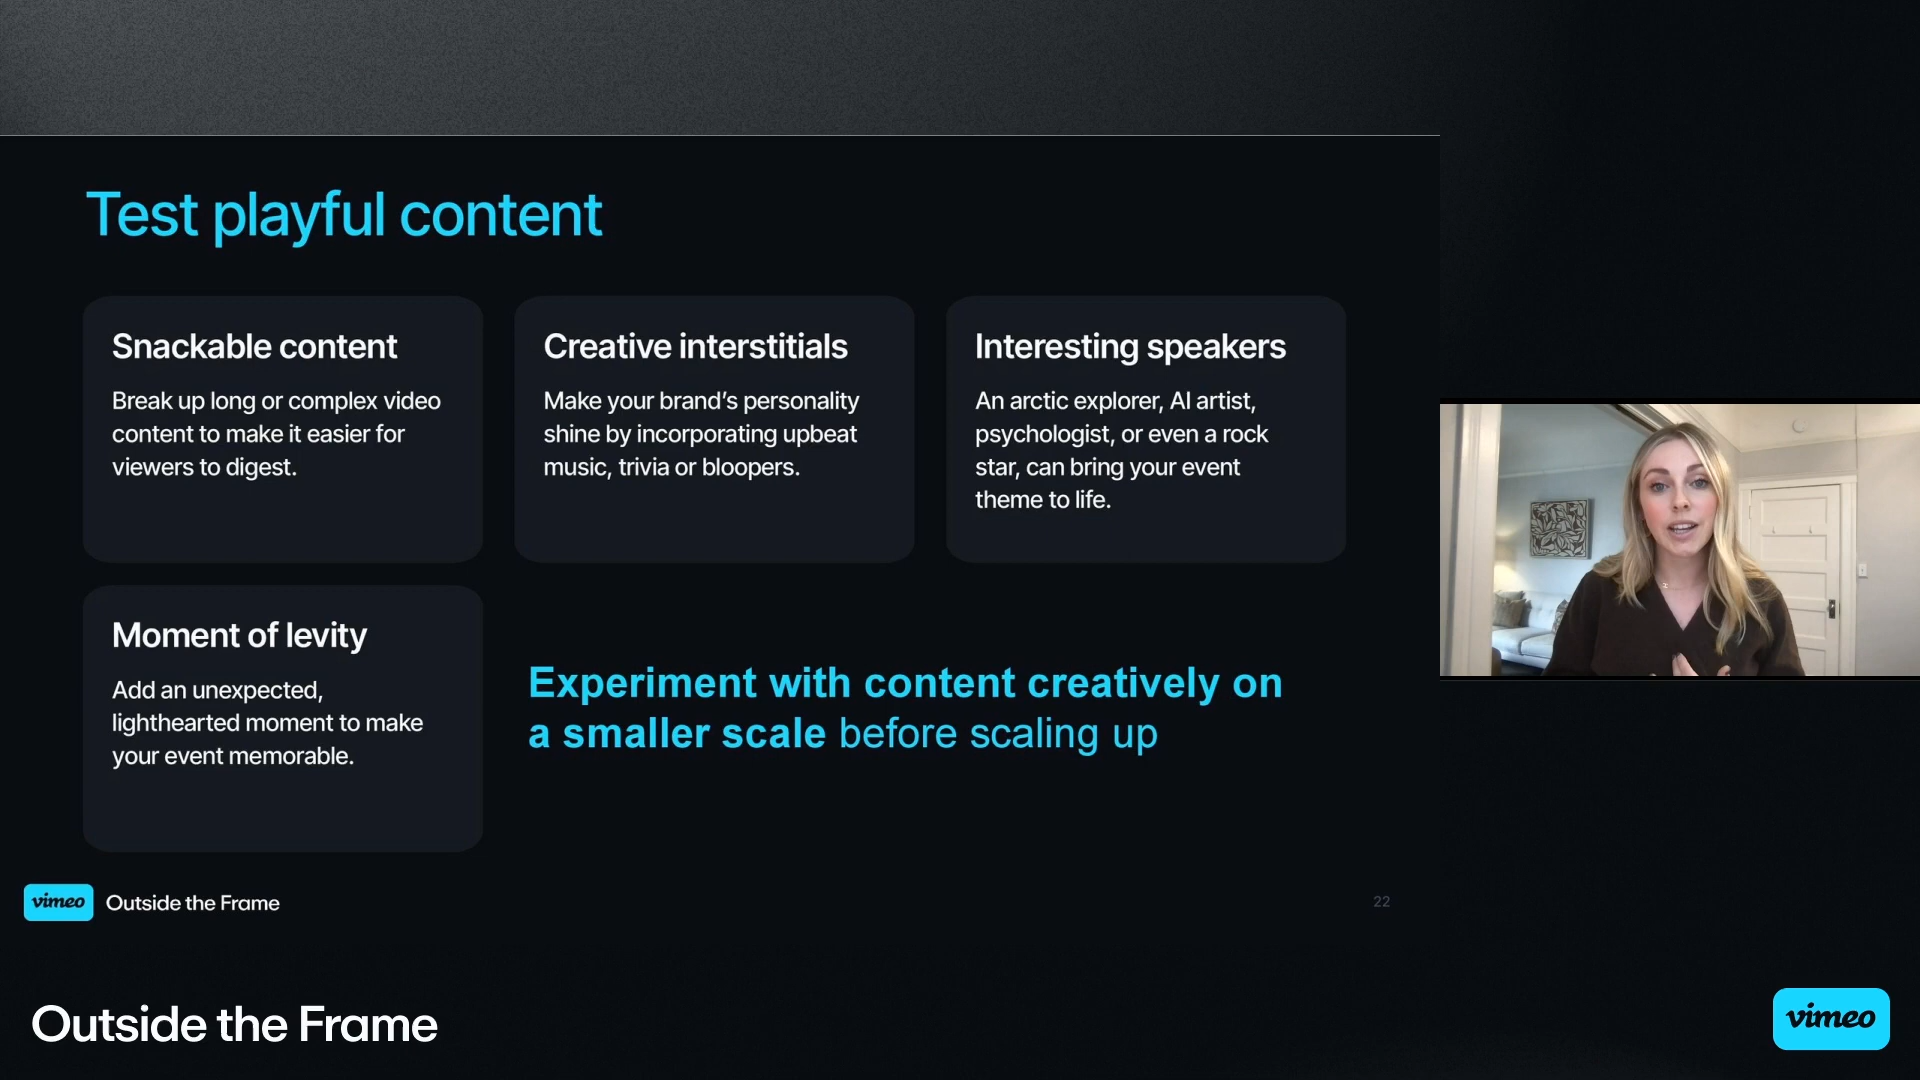 Test playful content
Snackable content
Break up long or complex video
content to make it easier for
viewers to digest.
Creative interstitials
Make your brand’s personality
shine by incorporating upbeat
music, trivia or bloopers.
Interesting speakers
An arctic explorer, AI artist,
psychologist, or even a rock
star, can bring your event
theme to life.
Moment of levity
Add an unexpected,
lighthearted moment to make
your event memorable.
Experiment with content creatively on
a smaller scale before scaling up
vimeo Outside the Frame
22
Outside the Frame
vimeo